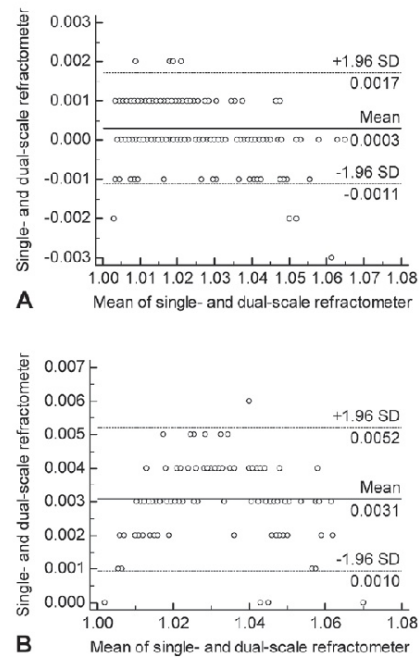 Single- and dual-scale refractometer
0.003
0.002
0.001
0.000
-0.001
-0.002
-0.003
+1.96 SD
0.0017
Mean
0.0003
-1.96 SD
-0.0011
1.00 1.01 1.02 1.03 1.04 1.05 1.06 1.07 1.08
A Mean of single- and dual-scale refractometer
Single- and dual-scale refractometer
0.007
0.006
0.005
0.004
0.003
0.002
0.001
0.000
+1.96 SD
0.0052
Mean
0.0031
-1.96 SD
0.0010
1.00 1.02 1.04 1.06 1.08
B Mean of single- and dual-scale refractometer